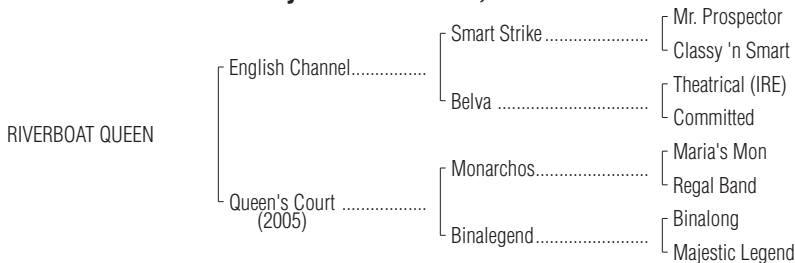 Mr. Prospector
Smart Strike ......................
Classy 'n Smart
English Channel................
Theatrical (IRE)
Belva ................................
Committed
RIVERBOAT QUEEN
Maria's Mon
Monarchos........................
Regal Band
Queen's Court ..................
(2005)
Binalong
Binalegend........................
Majestic Legend